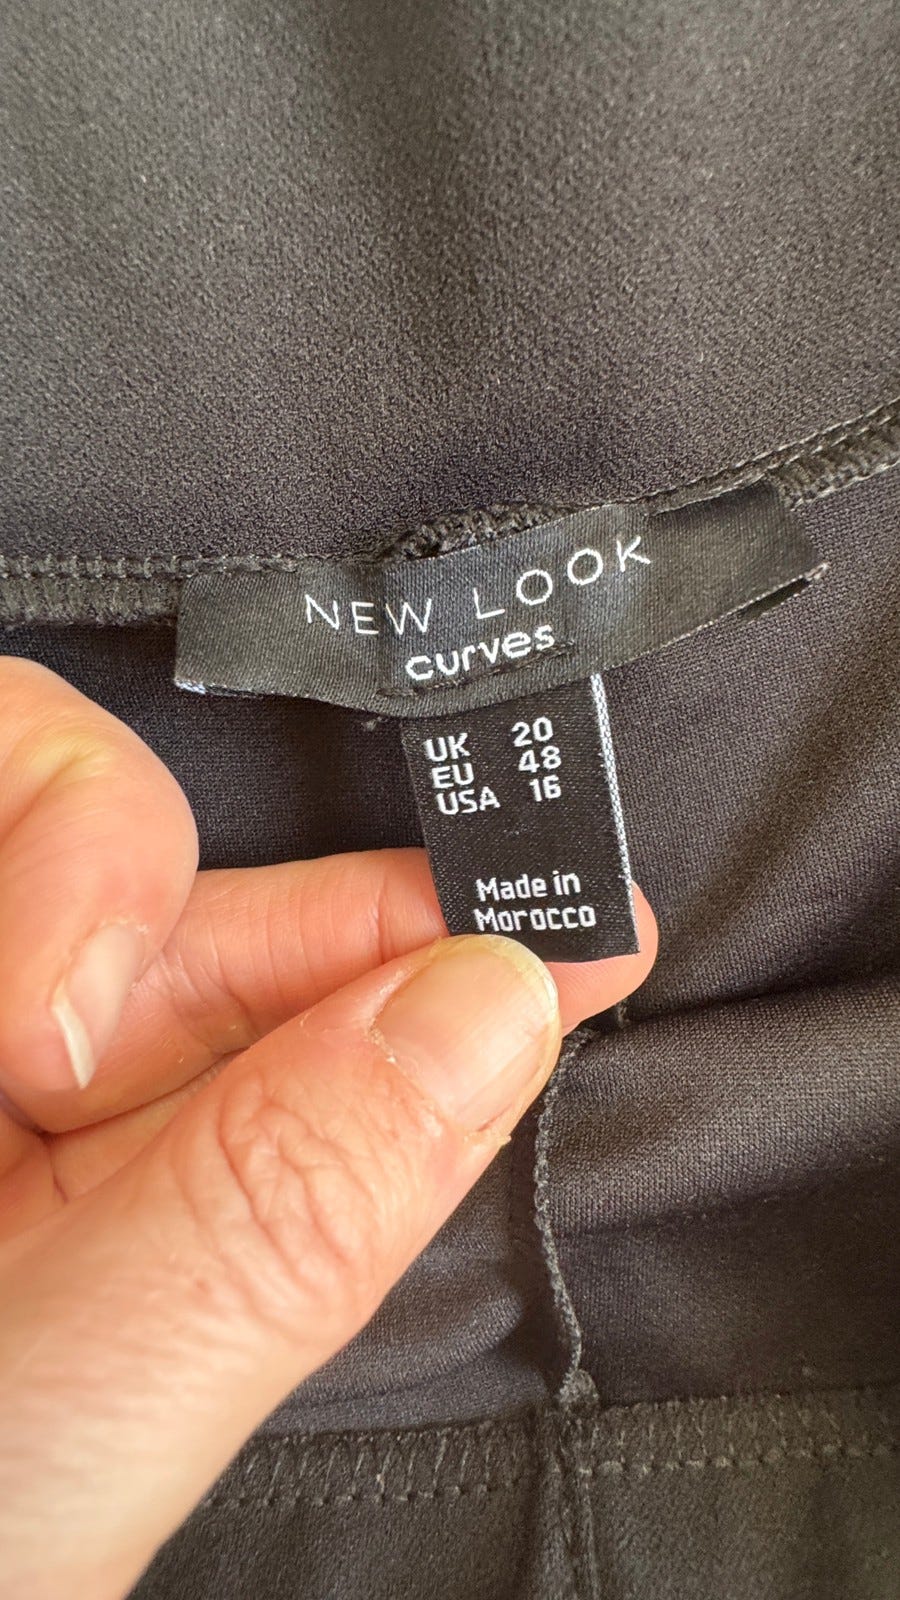 NEW LOOK
curves
UK 20
EU 48
USA 16
Made in
Morocco